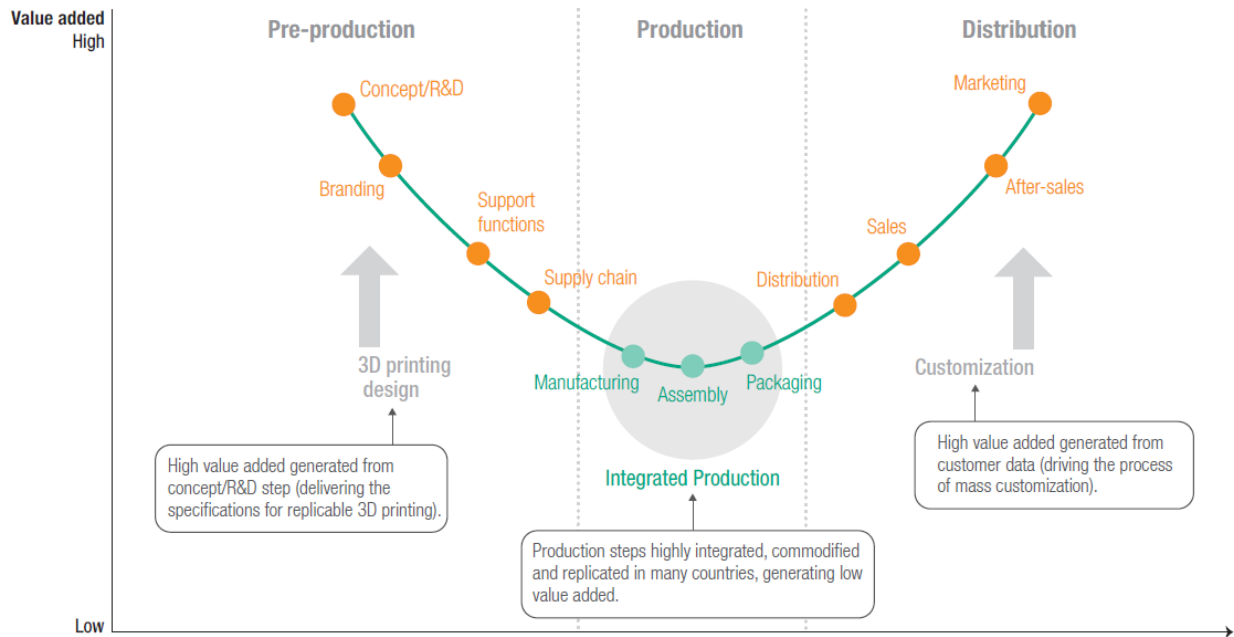 Value added
High
Pre-production
Production
Distribution
Concept/R&D
Marketing
Branding
After-sales
Support
functions
Sales
Supply chain
Distribution
3D printing
design
Manufacturing
Assembly
Packaging
Customization
High value added generated from
concept/R&D step (delivering the
specifications for replicable 3D printing).
Integrated Production
High value added generated from
customer data (driving the process
of mass customization).
Production steps highly integrated, commodified
and replicated in many countries, generating low
value added.
Low